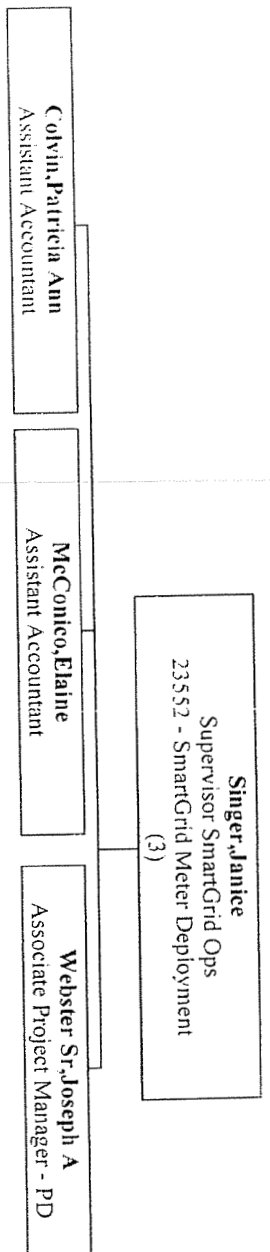 Singer,Janice
Supervisor SmartGrid Ops
23552 - SmartGrid Meter Deployment
(3)
Colvin,Patricia Ann
Assistant Accountant
McConico,Elaine
Assistant Accountant
Webster Sr,Joseph A
Associate Project Manager - PD